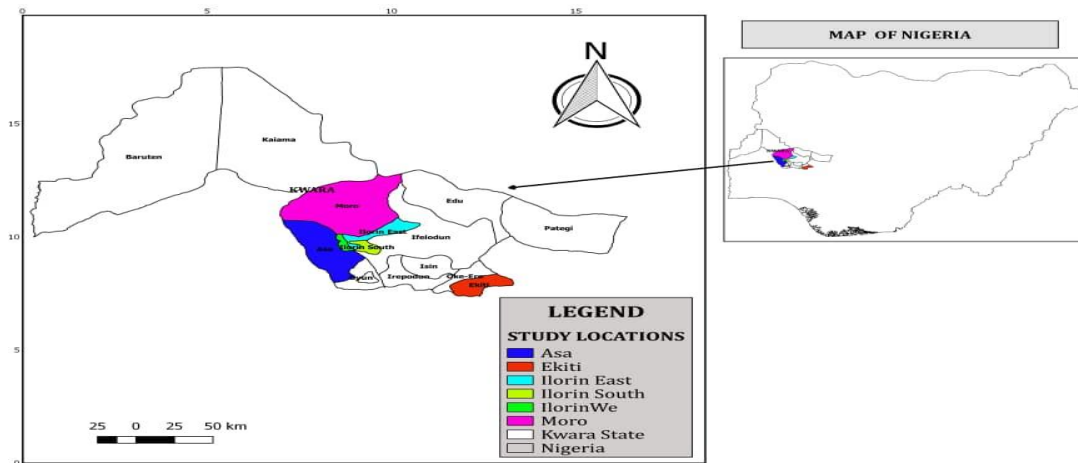 0
5
10
15
MAP OF NIGERIA
N
15
Kaiama
Baruten
KWARA
Moro
Edu
Pategi
10
Ilorin East
Ifelodun
Asa
Ilorin South
Isin
Oyun
Irepodun
Oke-Ero
Ekiti
LEGEND
STUDY LOCATIONS
Asa
Ekiti
Ilorin East
Ilorin South
IlorinWe
Moro
Kwara State
Nigeria
5
25 0 25 50 km
0